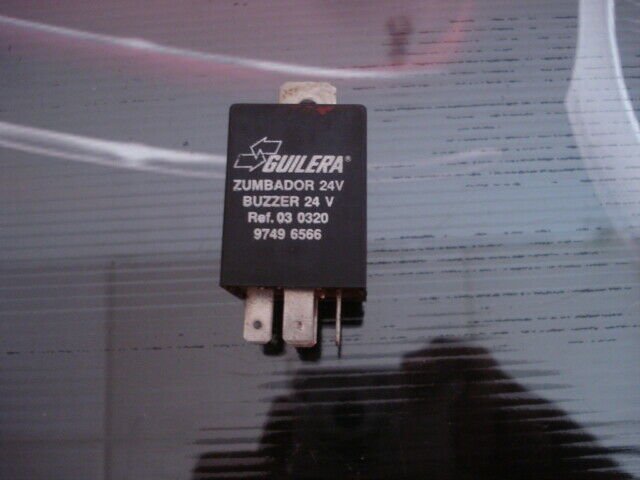 GUILERA®
ZUMBADOR 24V
BUZZER 24 V
Ref. 03 0320
9749 6566